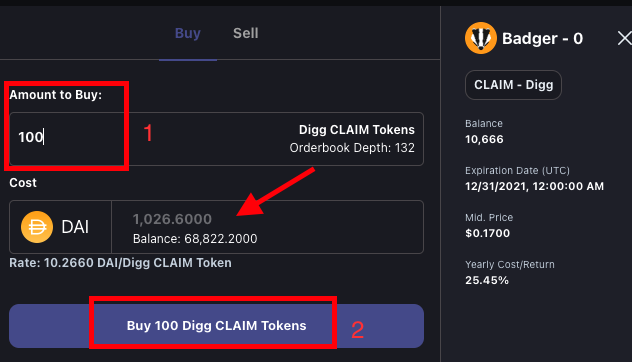 Buy Sell
Amount to Buy:
100
1
Digg CLAIM Tokens
Orderbook Depth: 132
Cost
DAI
1,026.6000
Balance: 68,822.2000
Rate: 10.2660 DAI/Digg CLAIM Token
Buy 100 Digg CLAIM Tokens
2
Badger - 0
CLAIM - Digg
Balance
10,666
Expiration Date (UTC)
12/31/2021, 12:00:00 AM
Mid. Price
$0.1700
Yearly Cost/Return
25.45%